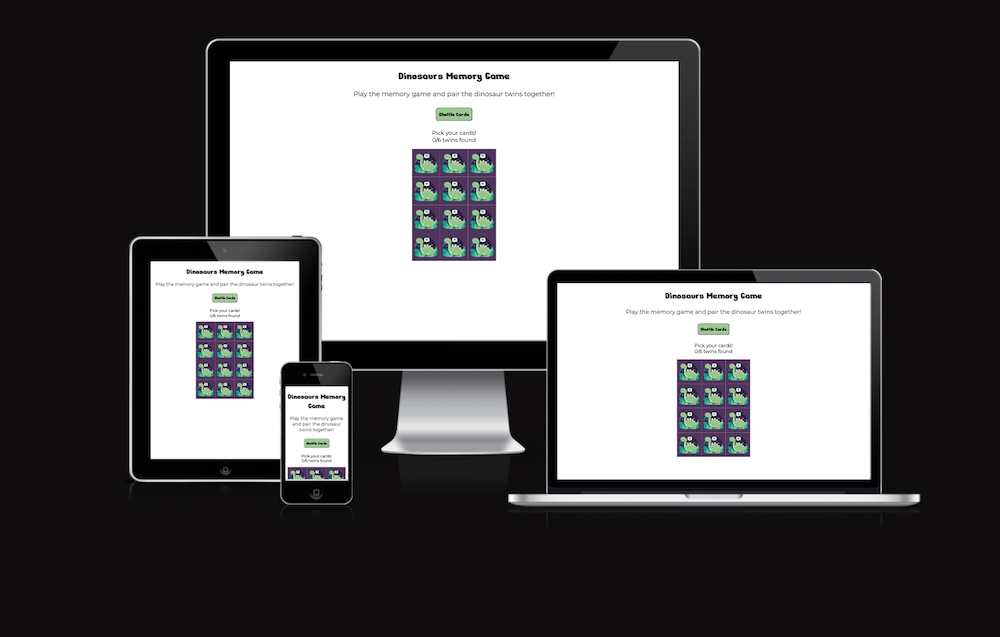 Dinosaurs Memory Game
Play the memory game and pair the dinosaur twins together!
Shuffle Cards
Pick your cards!
0/6 twins found
Dinosaurs Memory Game
Play the memory game and pair the dinosaur twins together!
Shuffle Cards
Pick your cards!
0/6 twins found
Dinosaurs Memory
Game
Play the memory game
and pair the dinosaur
twins together!
Shuffle Cards
Pick your cards!
0/6 twins found
Dinosaurs Memory Game
Play the memory game and pair the dinosaur twins together!
Shuffle Cards
Pick your cards!
0/6 twins found